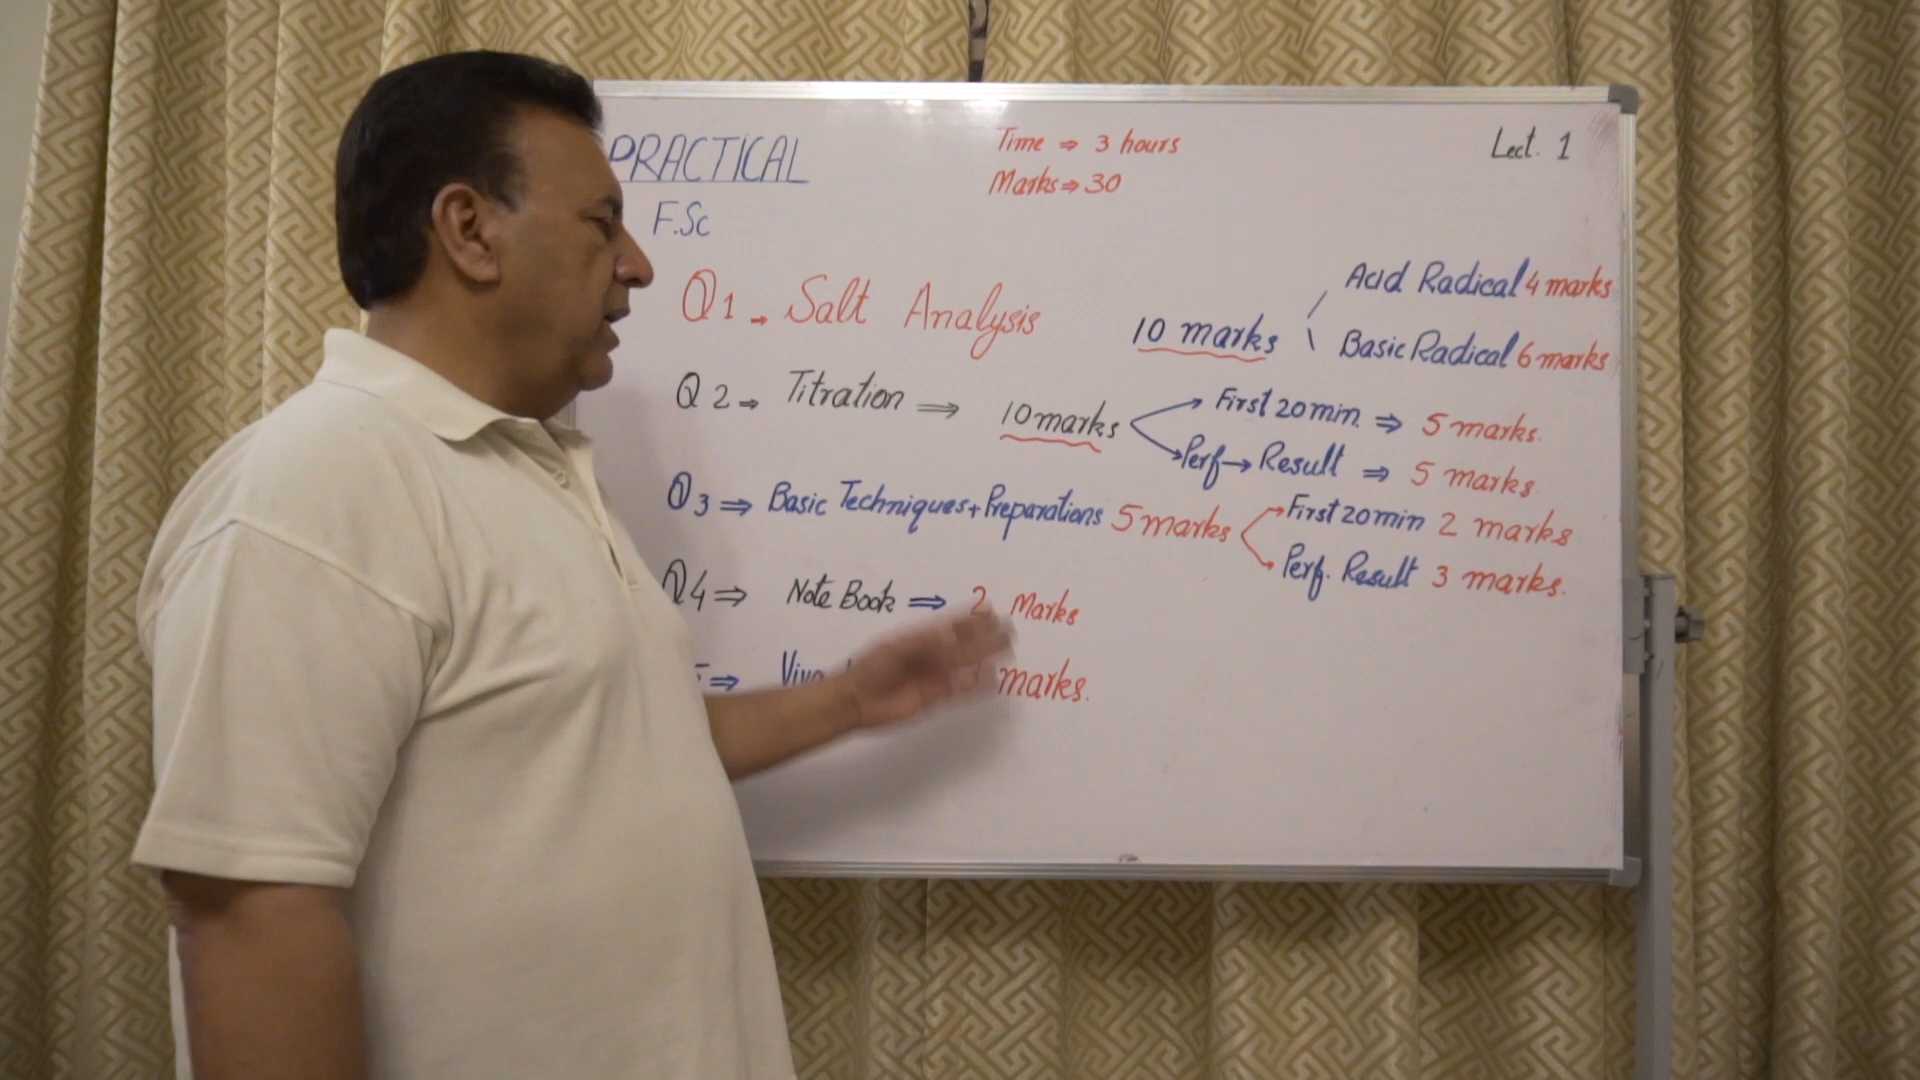 PRACTICAL
F.Sc
Time ⇒ 3 hours
Marks ⇒ 30
Lect. 1
Q1 → Salt Analysis 10 marks
Acid Radical 4 marks
Basic Radical 6 marks
Q2 → Titration ⇒ 10 marks
First 20 min. ⇒ 5 marks.
Perf → Result ⇒ 5 marks.
Q3 ⇒ Basic Techniques + Preparations 5 marks
First 20 min 2 marks
Perf. Result 3 marks.
Q4 ⇒ Note Book ⇒ 2 Marks
⇒ Viva marks.